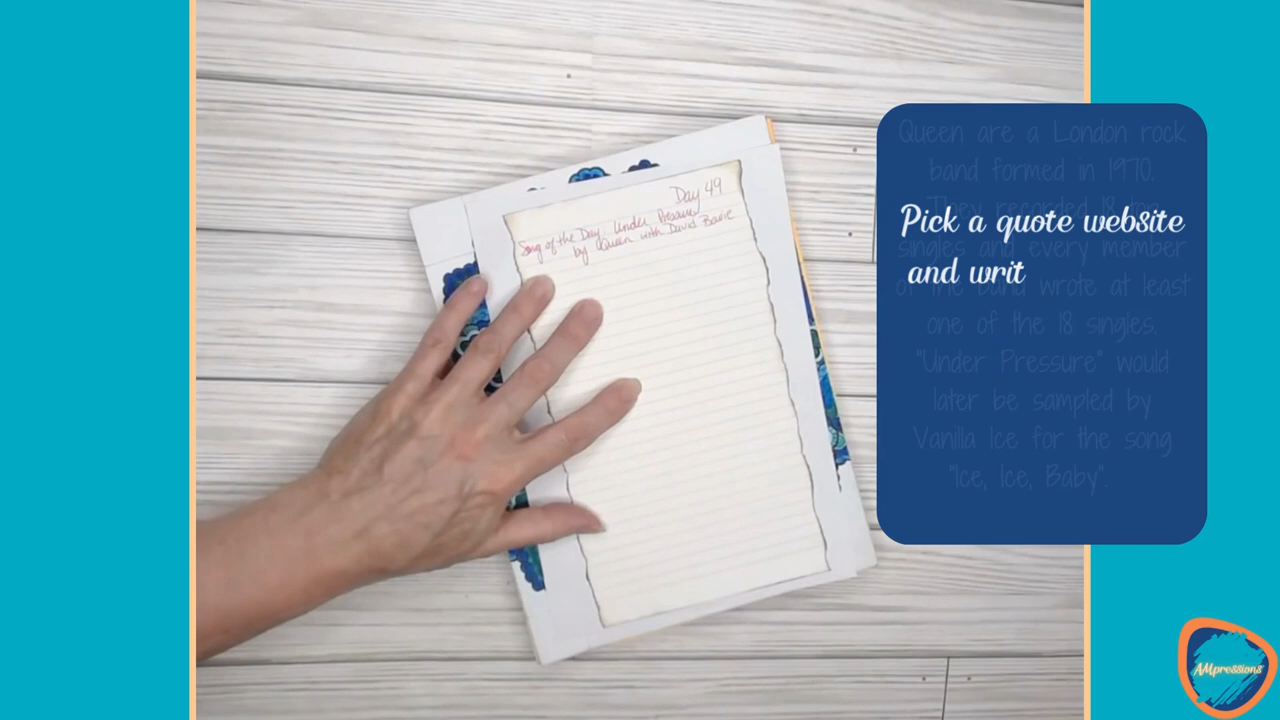 Day 49
Song of the Day: Under Pressure
by Queen with David Bowie
Queen are a London rock
band formed in 1970.
They recorded 18
Pick a quote website
singles and every member
and writ
of the band wrote at least
one of the 18 singles.
"Under Pressure" would
later be sampled by
Vanilla Ice for the song
"Ice, Ice, Baby".
AMpressions